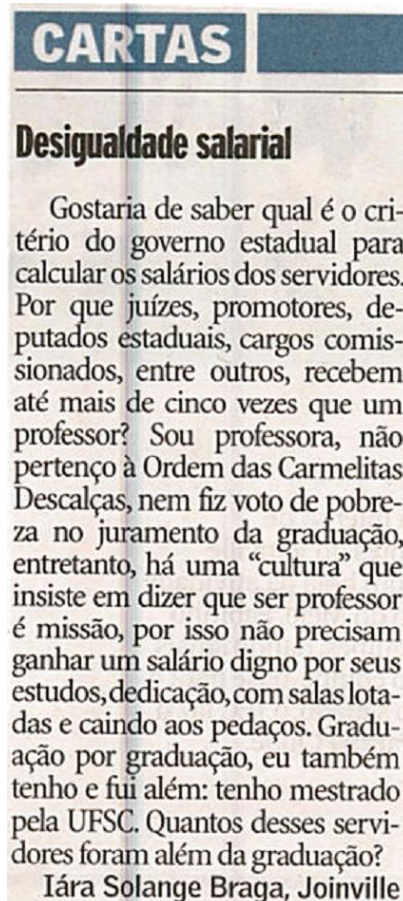 CARTAS
Desigualdade salarial
Gostaria de saber qual é o cri-
tério do governo estadual para
calcular os salários dos servidores.
Por que juízes, promotores, de-
putados estaduais, cargos comis-
sionados, entre outros, recebem
até mais de cinco vezes que um
professor? Sou professora, não
pertenço à Ordem das Carmelitas
Descalças, nem fiz voto de pobre-
za no juramento da graduação,
entretanto, há uma “cultura” que
insiste em dizer que ser professor
é missão, por isso não precisam
ganhar um salário digno por seus
estudos, dedicação, com salas lota-
das e caindo aos pedaços. Gradu-
ação por graduação, eu também
tenho e fui além: tenho mestrado
pela UFSC. Quantos desses servi-
dores foram além da graduação?
Iára Solange Braga, Joinville